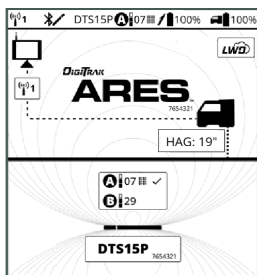 1 DTS15P A 07 100% 100%
LWD
DIGITRAK
ARES
7654321
1
HAG: 19"
A 07
B 29
DTS15P
7654321